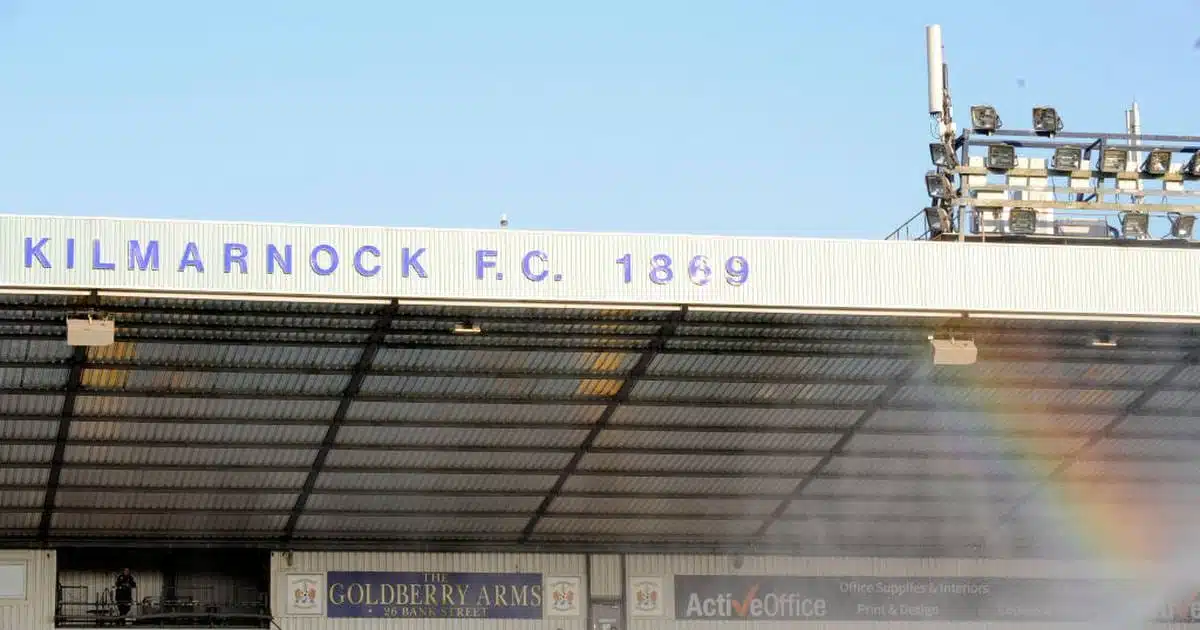 KILMARNOCK F.C. 1869
THE
GOLDBERRY ARMS
26 BANK STREET
ActiveOffice
Office Supplies & Interiors
Print & Design